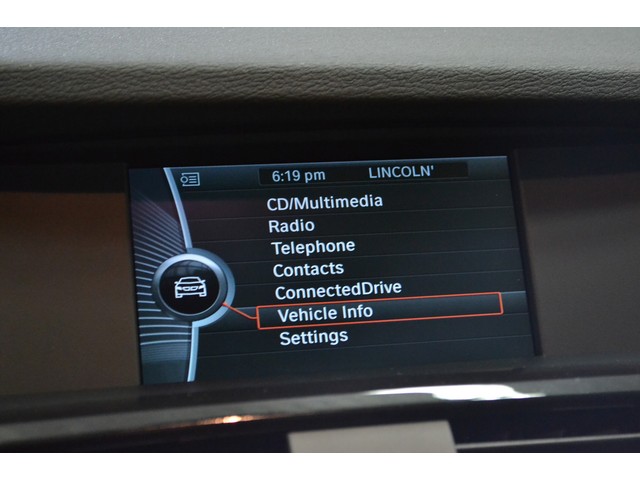 6:19 pm LINCOLN'
CD/Multimedia
Radio
Telephone
Contacts
ConnectedDrive
Vehicle Info
Settings